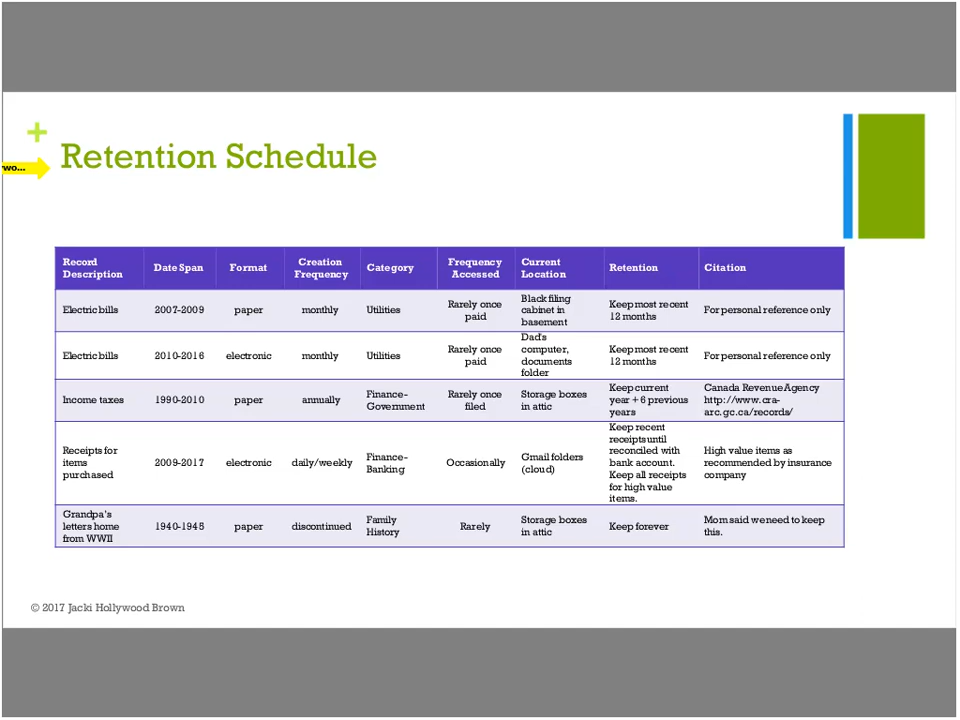 +
Retention Schedule
wo...
Record
Description
Date Span
Format
Creation
Frequency
Category
Frequency
Accessed
Current
Location
Retention
Citation
Electric bills
2007-2009
paper
monthly
Utilities
Rarely once
paid
Black filing
cabinet in
basement
Keep most recent
12 months
For personal reference only
Electric bills
2010-2016
electronic
monthly
Utilities
Rarely once
paid
Dad's
computer,
documents
folder
Keep most recent
12 months
For personal reference only
Income taxes
1990-2010
paper
annually
Finance-
Government
Rarely once
filed
Storage boxes
in attic
Keep current
year + 6 previous
years
Canada Revenue Agency
http://www.cra-
arc.gc.ca/records/
Receipts for
items
purchased
2009-2017
electronic
daily/weekly
Finance-
Banking
Occasionally
Gmail folders
(cloud)
Keep recent
receipts until
reconciled with
bank account.
Keep all receipts
for high value
items.
High value items as
recommended by insurance
company
Grandpa's
letters home
from WWII
1940-1945
paper
discontinued
Family
History
Rarely
Storage boxes
in attic
Keep forever
Mom said we need to keep
this.
© 2017 Jacki Hollywood Brown